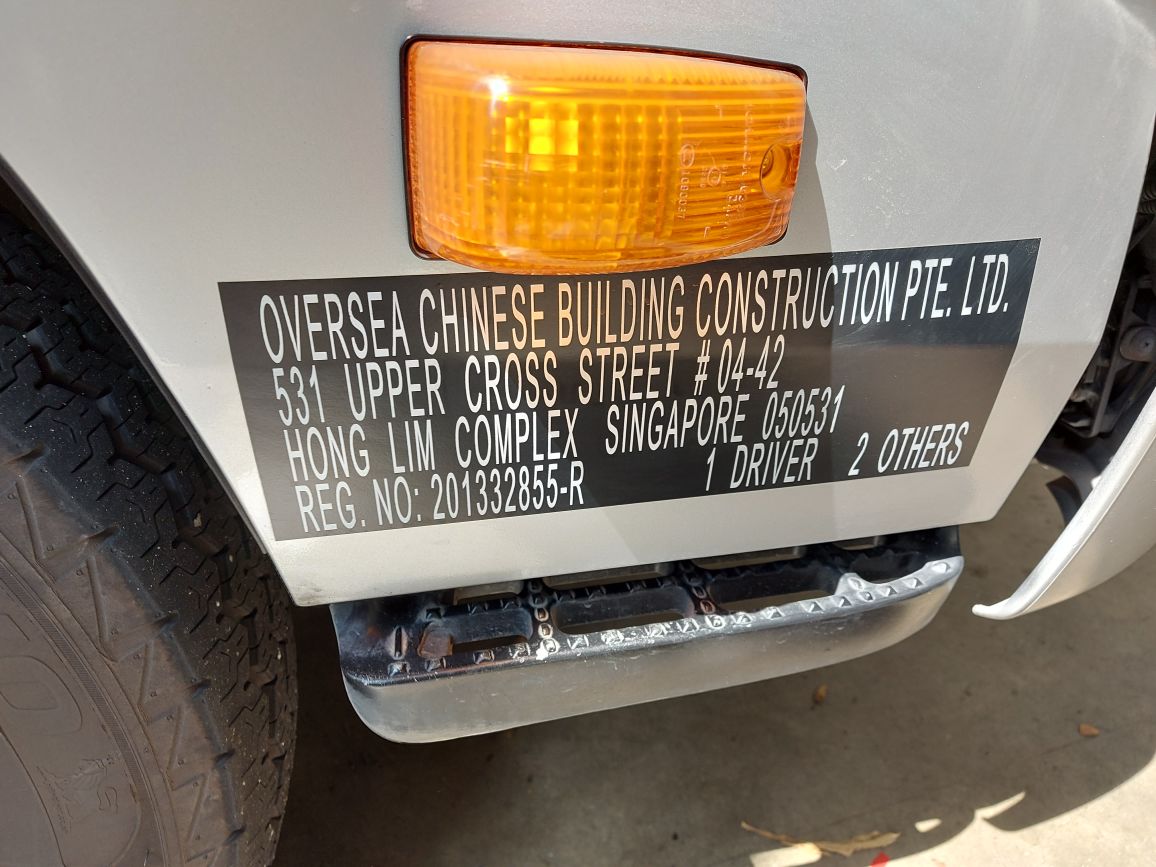 OVERSEA CHINESE BUILDING CONSTRUCTION PTE. LTD.
531 UPPER CROSS STREET #04-42
HONG LIM COMPLEX SINGAPORE 050531
REG. NO: 201332855-R 1 DRIVER 2 OTHERS